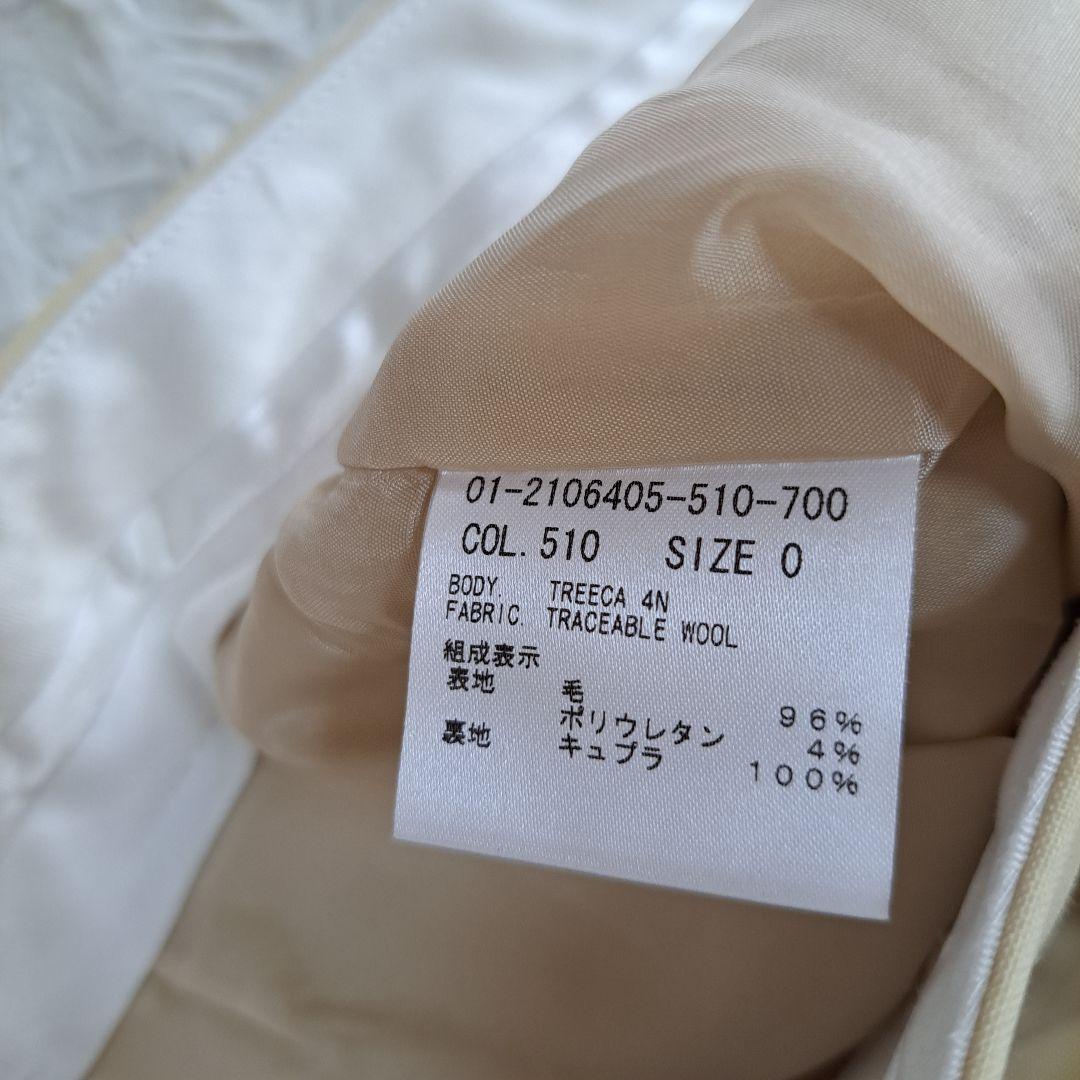 01-2106405-510-700
COL. 510 SIZE 0
BODY. TREECA 4N
FABRIC. TRACEABLE WOOL
組成表示
表地 毛 96%
ポリウレタン 4%
裏地 キュプラ 100%